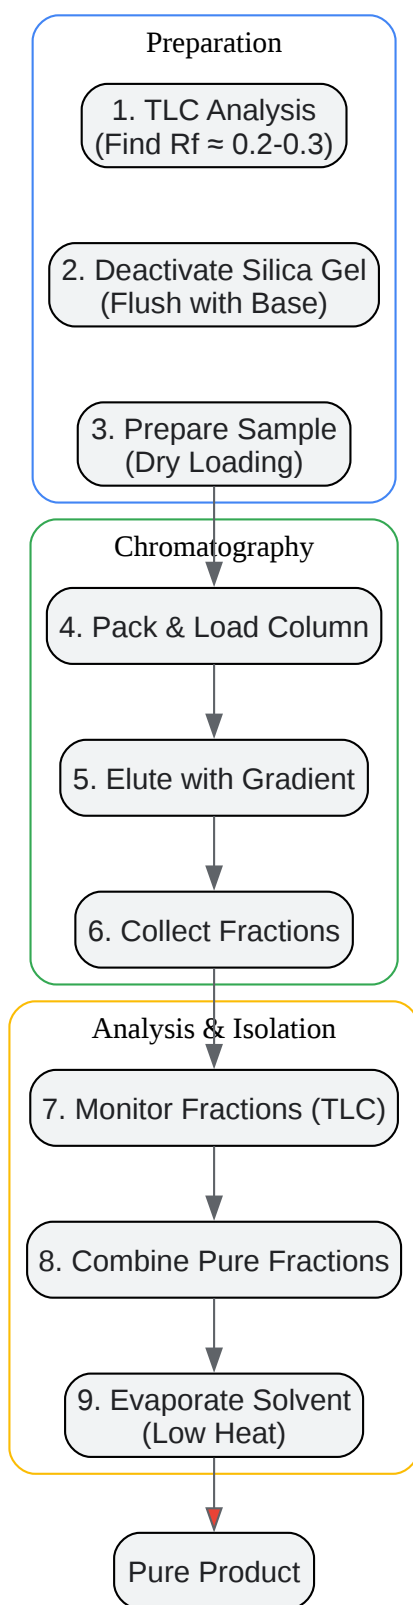 Preparation
1. TLC Analysis
(Find Rf ≈ 0.2-0.3)
2. Deactivate Silica Gel
(Flush with Base)
3. Prepare Sample
(Dry Loading)
Chromatography
4. Pack & Load Column
5. Elute with Gradient
6. Collect Fractions
Analysis & Isolation
7. Monitor Fractions (TLC)
8. Combine Pure Fractions
9. Evaporate Solvent
(Low Heat)
Pure Product